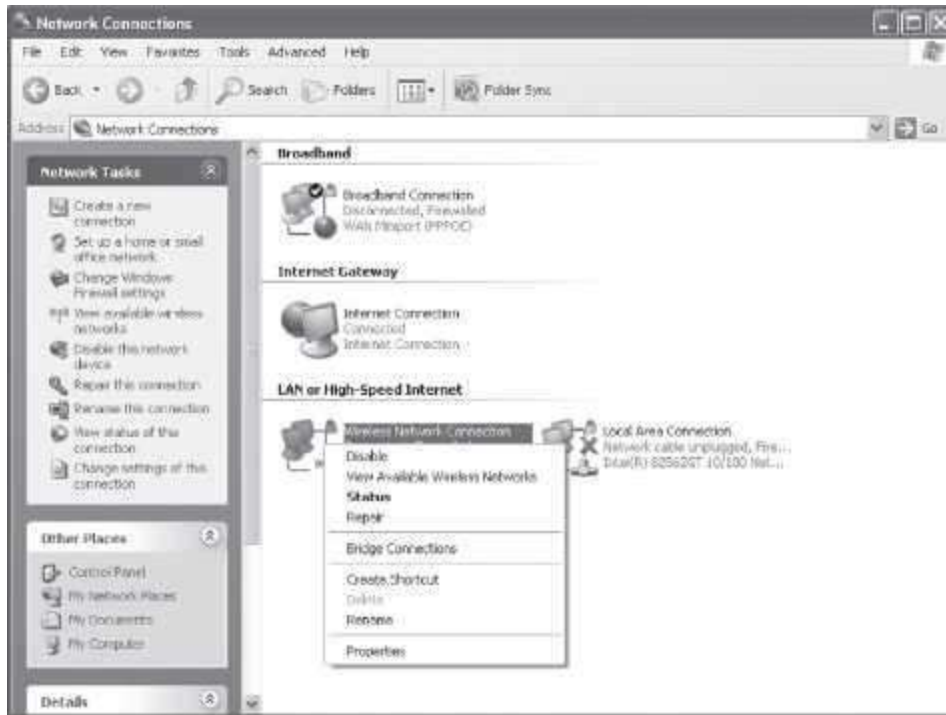 Network Connections
File Edit View Favorites Tools Advanced Help
Back Search Folders Folder Sync
Address Network Connections Go
Network Tasks
Create a new
connection
Set up a home or small
office network
Change Windows
Firewall settings
View available wireless
networks
Disable this network
device
Repair this connection
Rename this connection
View status of this
connection
Change settings of this
connection
Other Places
Control Panel
My Network Places
My Documents
My Computer
Details
Broadband
Broadband Connection
Disconnected, Firewalled
WAN Miniport (PPPOE)
Internet Gateway
Internet Connection
Connected
Internet Connection
LAN or High-Speed Internet
Wireless Network Connection
Disable
View Available Wireless Networks
Status
Repair
Bridge Connections
Create Shortcut
Delete
Rename
Properties
Local Area Connection
Network cable unplugged, Fire...
Intel(R) 82562GT 10/100 Net...